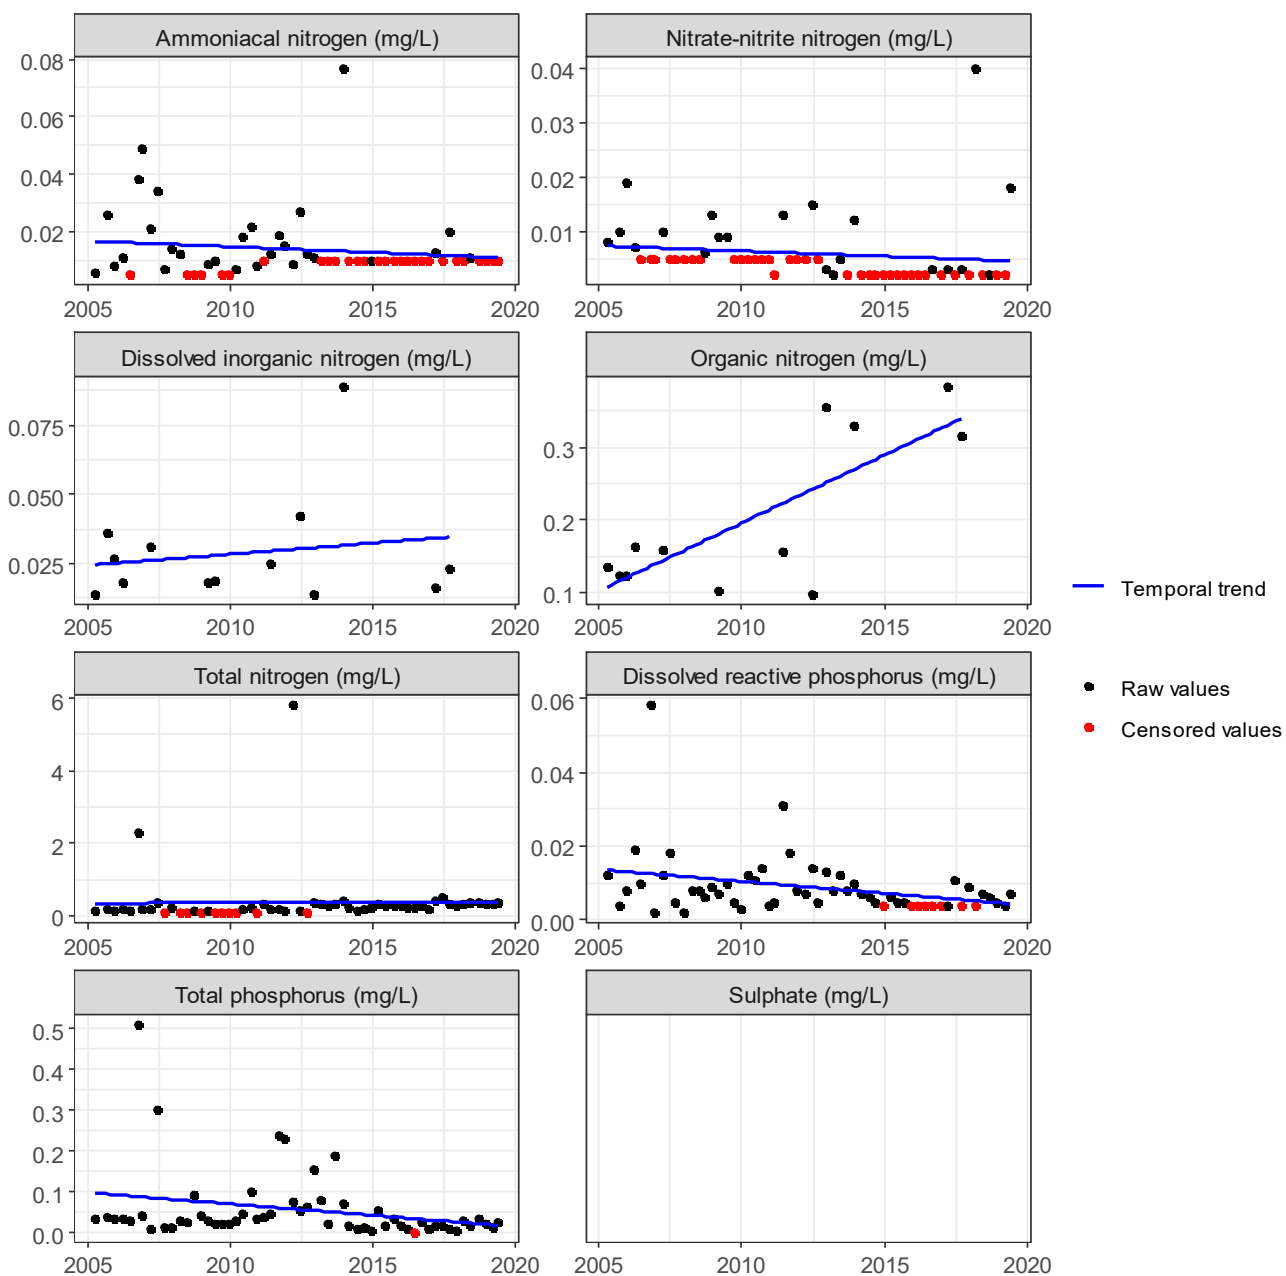 Ammoniacal nitrogen (mg/L)
0.08
0.06
0.04
0.02
2005 2010 2015 2020
Nitrate-nitrite nitrogen (mg/L)
0.04
0.03
0.02
0.01
2005 2010 2015 2020
Dissolved inorganic nitrogen (mg/L)
0.075
0.050
0.025
2005 2010 2015 2020
Organic nitrogen (mg/L)
0.3
0.2
0.1
2005 2010 2015 2020
Total nitrogen (mg/L)
6
4
2
0
2005 2010 2015 2020
Dissolved reactive phosphorus (mg/L)
0.06
0.04
0.02
0.00
2005 2010 2015 2020
Total phosphorus (mg/L)
0.5
0.4
0.3
0.2
0.1
0.0
2005 2010 2015 2020
Sulphate (mg/L)
2005 2010 2015 2020
Temporal trend
Raw values
Censored values